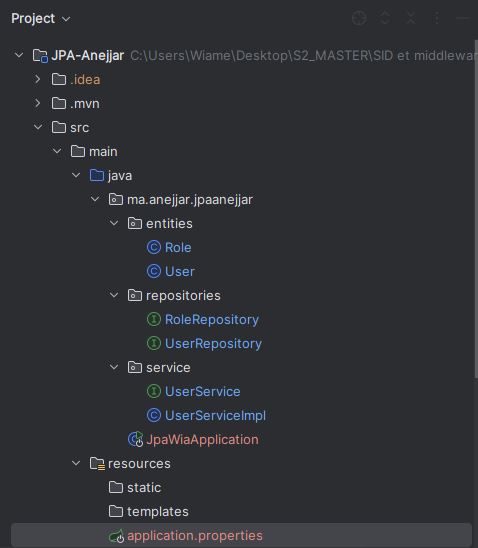 Project
JPA-Anejjar C:\Users\Wiame\Desktop\S2_MASTER\SID et middlewar
.idea
.mvn
src
main
java
ma.anejjar.jpaanejjar
entities
Role
User
repositories
RoleRepository
UserRepository
service
UserService
UserServiceImpl
JpaWiaApplication
resources
static
templates
application.properties